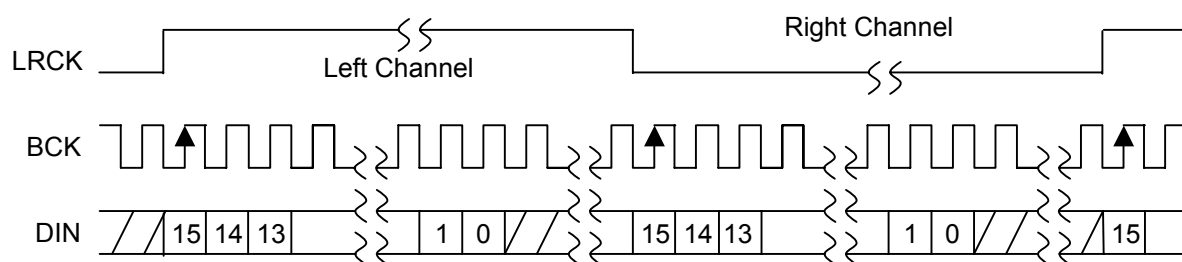 Right Channel
LRCK
Left Channel
BCK
DIN 15 14 13 1 0 15 14 13 1 0 15